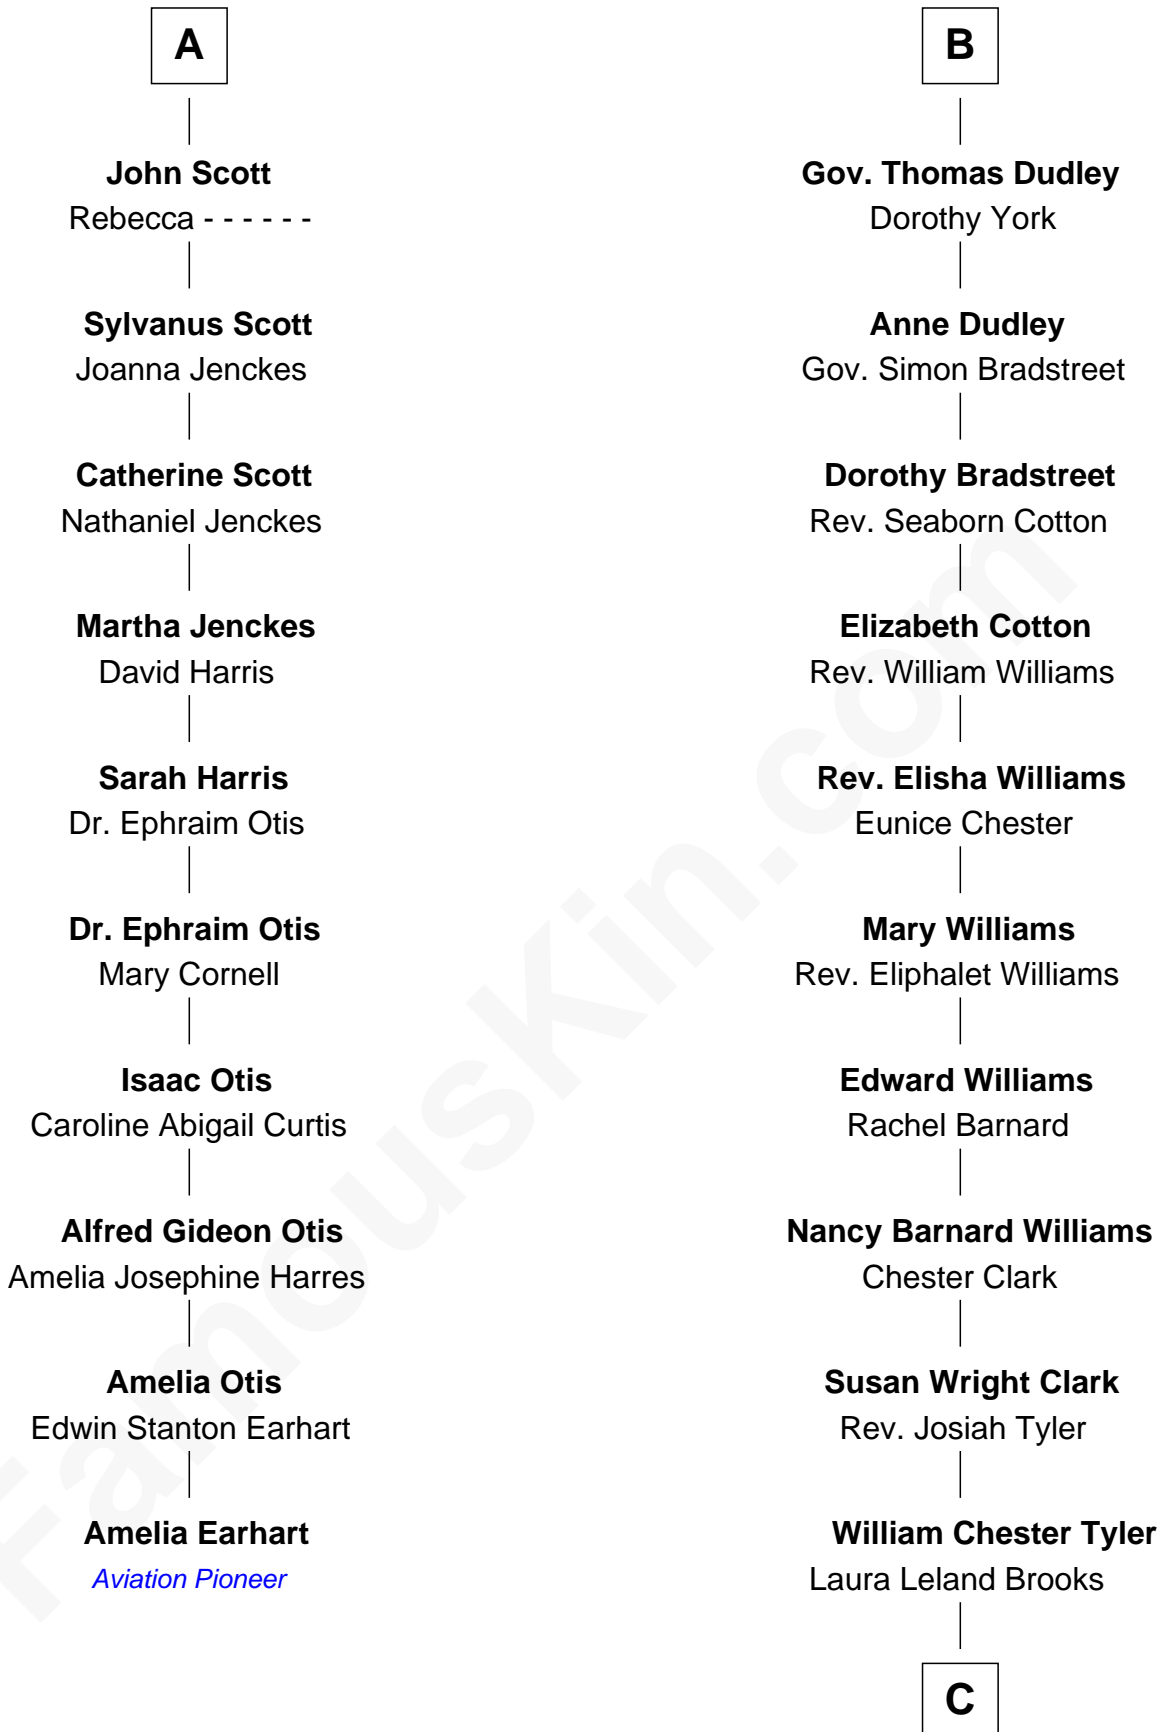 A
John Scott
Rebecca - - - - - -
Sylvanus Scott
Joanna Jenckes
Catherine Scott
Nathaniel Jenckes
Martha Jenckes
David Harris
Sarah Harris
Dr. Ephraim Otis
Dr. Ephraim Otis
Mary Cornell
Isaac Otis
Caroline Abigail Curtis
Alfred Gideon Otis
Amelia Josephine Harres
Amelia Otis
Edwin Stanton Earhart
Amelia Earhart
Aviation Pioneer
B
Gov. Thomas Dudley
Dorothy York
Anne Dudley
Gov. Simon Bradstreet
Dorothy Bradstreet
Rev. Seaborn Cotton
Elizabeth Cotton
Rev. William Williams
Rev. Elisha Williams
Eunice Chester
Mary Williams
Rev. Eliphalet Williams
Edward Williams
Rachel Barnard
Nancy Barnard Williams
Chester Clark
Susan Wright Clark
Rev. Josiah Tyler
William Chester Tyler
Laura Leland Brooks
C
FamousKin.com